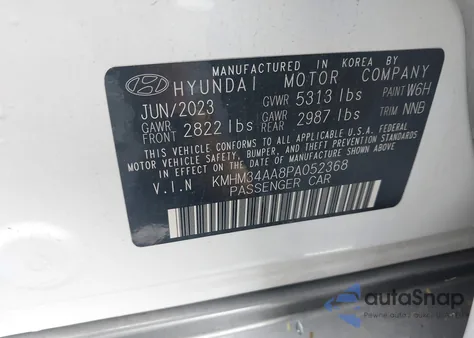 MANUFACTURED IN KOREA
HYUNDAI MOTOR COMPANY
JUN/2023 GVWR 5313 lbs PAINT W6H
GAWR FRONT 2822 lbs GAWR REAR 2987 lbs TRIM NNB
THIS VEHICLE CONFORMS TO ALL APPLICABLE U.S.A. FEDERAL
MOTOR VEHICLE SAFETY, BUMPER, AND THEFT PREVENTION
STANDARDS IN EFFECT ON THE DATE OF MANUFACTURE SHOWN ABOVE.
V.I.N KMHM34AA8PA052368
PASSENGER CAR
autaSnap